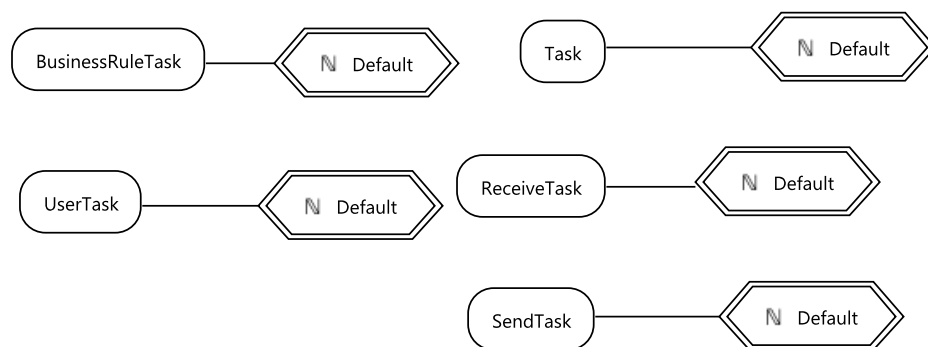 BusinessRuleTask
ℕ Default
Task
ℕ Default
UserTask
ℕ Default
ReceiveTask
ℕ Default
SendTask
ℕ Default